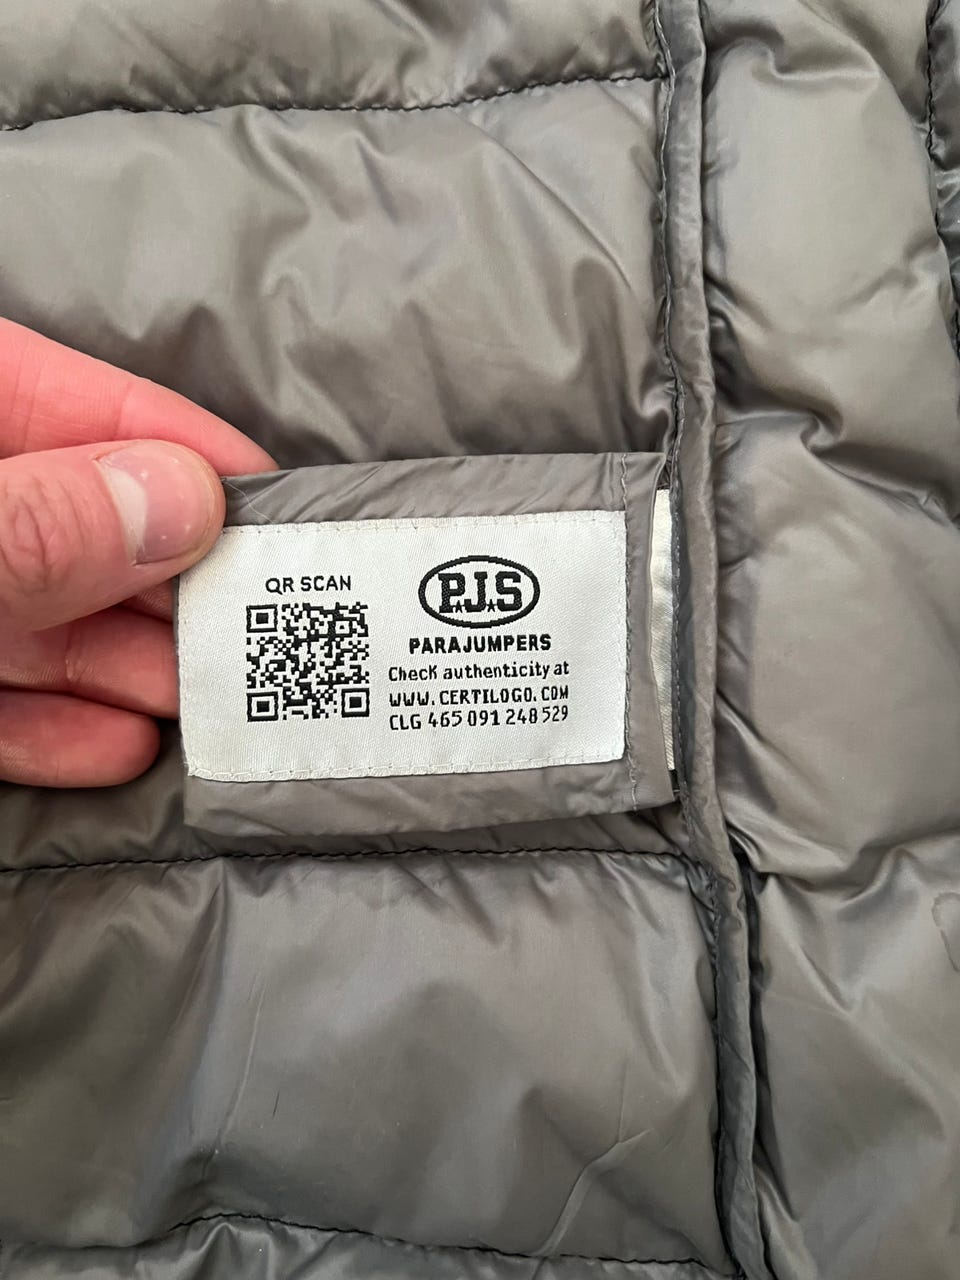 QR SCAN
P.J.S
PARAJUMPERS
Check authenticity at
WWW.CERTILOGO.COM
CLG 465 091 248 529